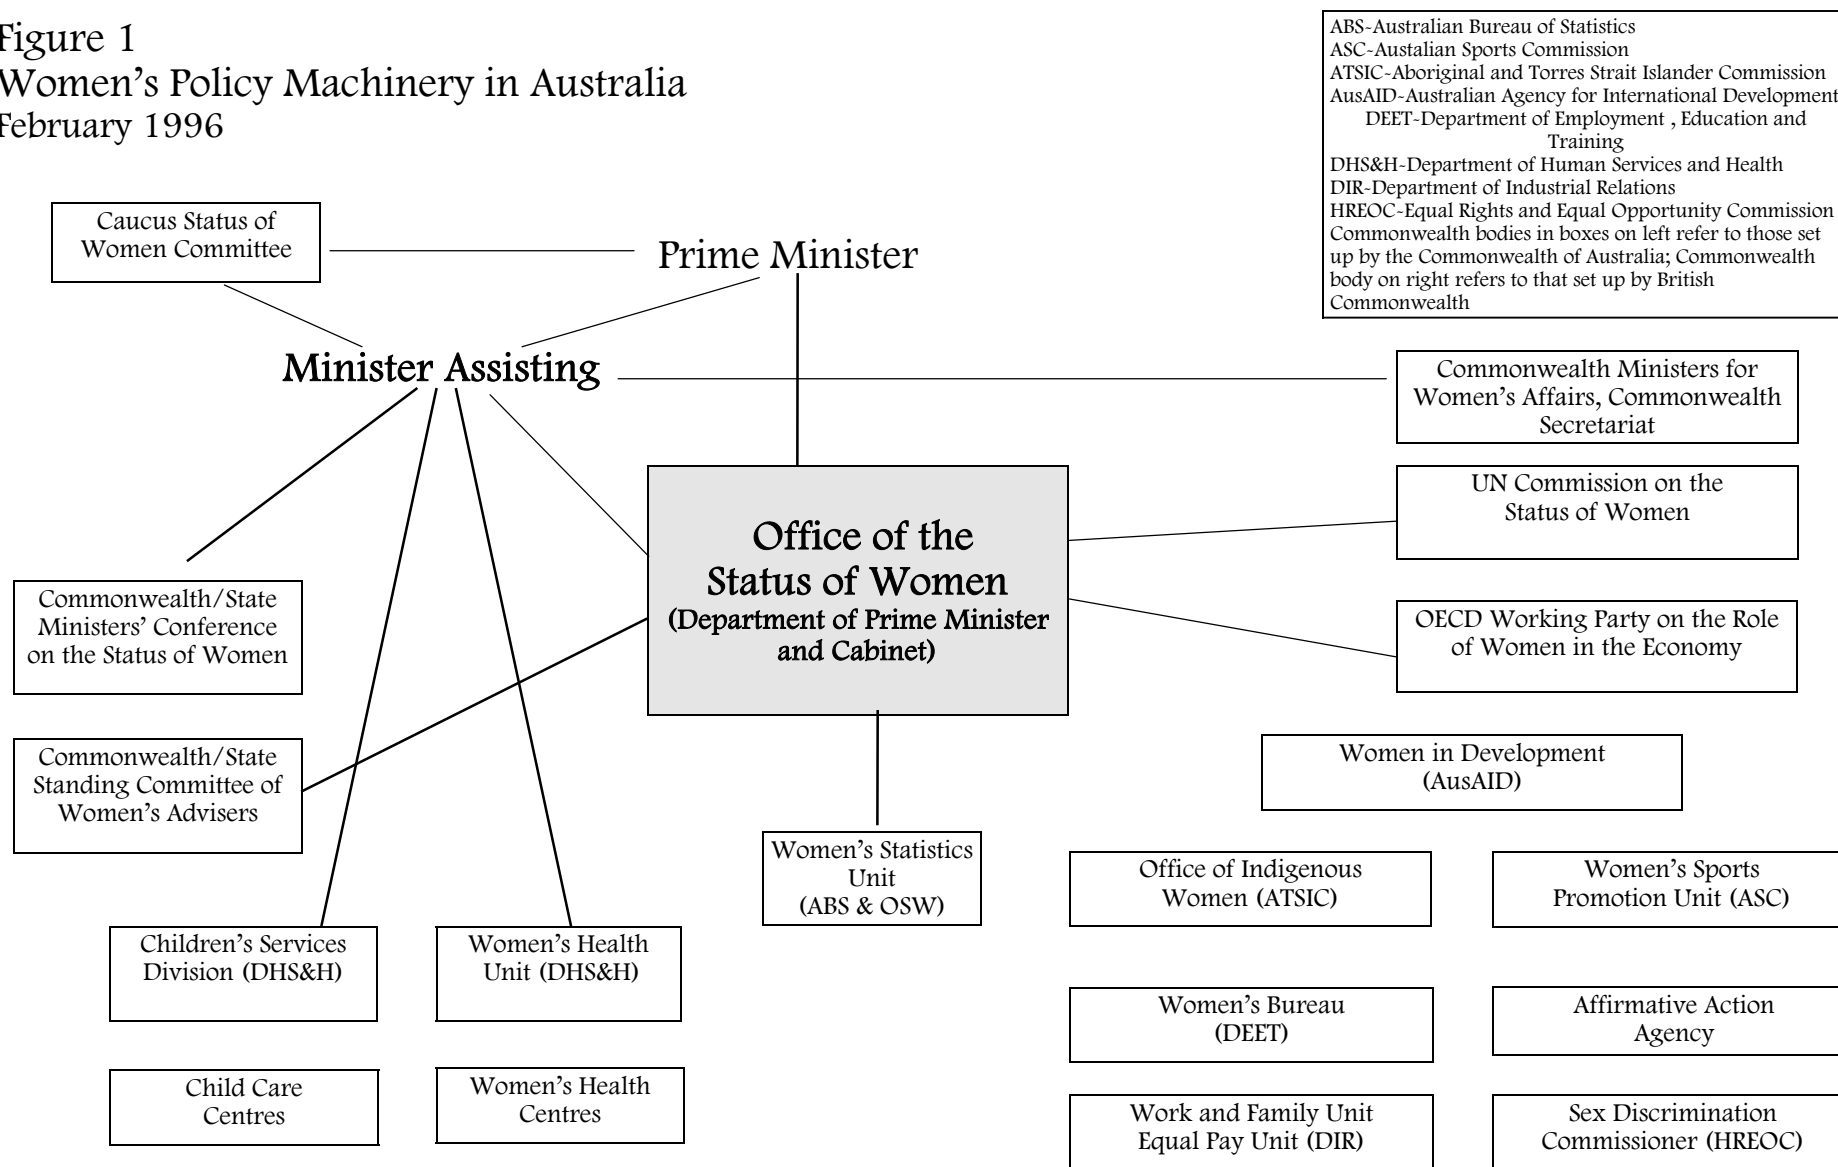 Figure 1
Women's Policy Machinery in Australia
February 1996
ABS-Australian Bureau of Statistics
ASC-Austalian Sports Commission
ATSIC-Aboriginal and Torres Strait Islander Commission
AusAID-Australian Agency for International Development
DEET-Department of Employment , Education and
Training
DHS&H-Department of Human Services and Health
DIR-Department of Industrial Relations
HREOC-Equal Rights and Equal Opportunity Commission
Commonwealth bodies in boxes on left refer to those set
up by the Commonwealth of Australia; Commonwealth
body on right refers to that set up by British
Commonwealth
Caucus Status of
Women Committee
Prime Minister
Minister Assisting
Commonwealth Ministers for
Women's Affairs, Commonwealth
Secretariat
UN Commission on the
Status of Women
Office of the
Status of Women
(Department of Prime Minister
and Cabinet)
Commonwealth/State
Ministers' Conference
on the Status of Women
OECD Working Party on the Role
of Women in the Economy
Commonwealth/State
Standing Committee of
Women's Advisers
Women in Development
(AusAID)
Women's Statistics
Unit
(ABS & OSW)
Office of Indigenous
Women (ATSIC)
Women's Sports
Promotion Unit (ASC)
Children's Services
Division (DHS&H)
Women's Health
Unit (DHS&H)
Women's Bureau
(DEET)
Affirmative Action
Agency
Child Care
Centres
Women's Health
Centres
Work and Family Unit
Equal Pay Unit (DIR)
Sex Discrimination
Commissioner (HREOC)